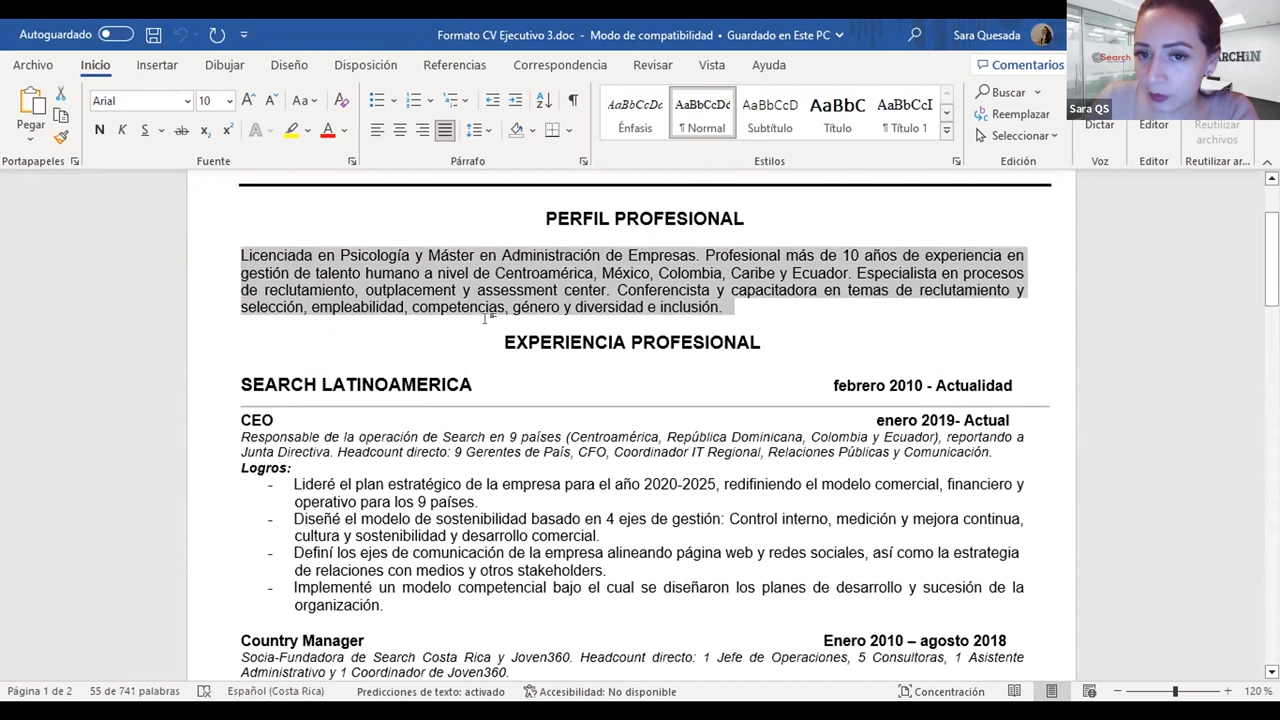 Autoguardado
Formato CV Ejecutivo 3.doc - Modo de compatibilidad • Guardado en Este PC
Sara Quesada
Archivo Inicio Insertar Dibujar Diseño Disposición Correspondencia Revisar Vista Ayuda
Comentarios
Pegar
Arial 10
Aa
N K S ab x₂ x² A A
AaBbCcDc AaBbCcDc AaBbCcD AaBbC AaBbCcI
Énfasis ¶ Normal Subtítulo Título ¶ Título 1
Buscar
Reemplazar
Seleccionar
Dictar Editor Reutilizar archivos
Portapapeles Fuente Párrafo Estilos Edición Voz Editor Reutilizar ar...
Search
Sara QS
PERFIL PROFESIONAL
Licenciada en Psicología y Máster en Administración de Empresas. Profesional más de 10 años de experiencia en
gestión de talento humano a nivel de Centroamérica, México, Colombia, Caribe y Ecuador. Especialista en procesos
de reclutamiento, outplacement y assessment center. Conferencista y capacitadora en temas de reclutamiento y
selección, empleabilidad, competencias, género y diversidad e inclusión.
EXPERIENCIA PROFESIONAL
SEARCH LATINOAMERICA febrero 2010 - Actualidad
CEO enero 2019- Actual
Responsable de la operación de Search en 9 países (Centroamérica, República Dominicana, Colombia y Ecuador), reportando a
Junta Directiva. Headcount directo: 9 Gerentes de País, CFO, Coordinador IT Regional, Relaciones Públicas y Comunicación.
Logros:
- Lideré el plan estratégico de la empresa para el año 2020-2025, redifiniendo el modelo comercial, financiero y
operativo para los 9 países.
- Diseñé el modelo de sostenibilidad basado en 4 ejes de gestión: Control interno, medición y mejora continua,
cultura y sostenibilidad y desarrollo comercial.
- Definí los ejes de comunicación de la empresa alineando página web y redes sociales, así como la estrategia
de relaciones con medios y otros stakeholders.
- Implementé un modelo competencial bajo el cual se diseñaron los planes de desarrollo y sucesión de la
organización.
Country Manager Enero 2010 – agosto 2018
Socia-Fundadora de Search Costa Rica y Joven360. Headcount directo: 1 Jefe de Operaciones, 5 Consultoras, 1 Asistente
Administrativo y 1 Coordinador de Joven360.
Página 1 de 2 55 de 741 palabras Español (Costa Rica) Predicciones de texto: activado Accesibilidad: No disponible Concentración 120 %